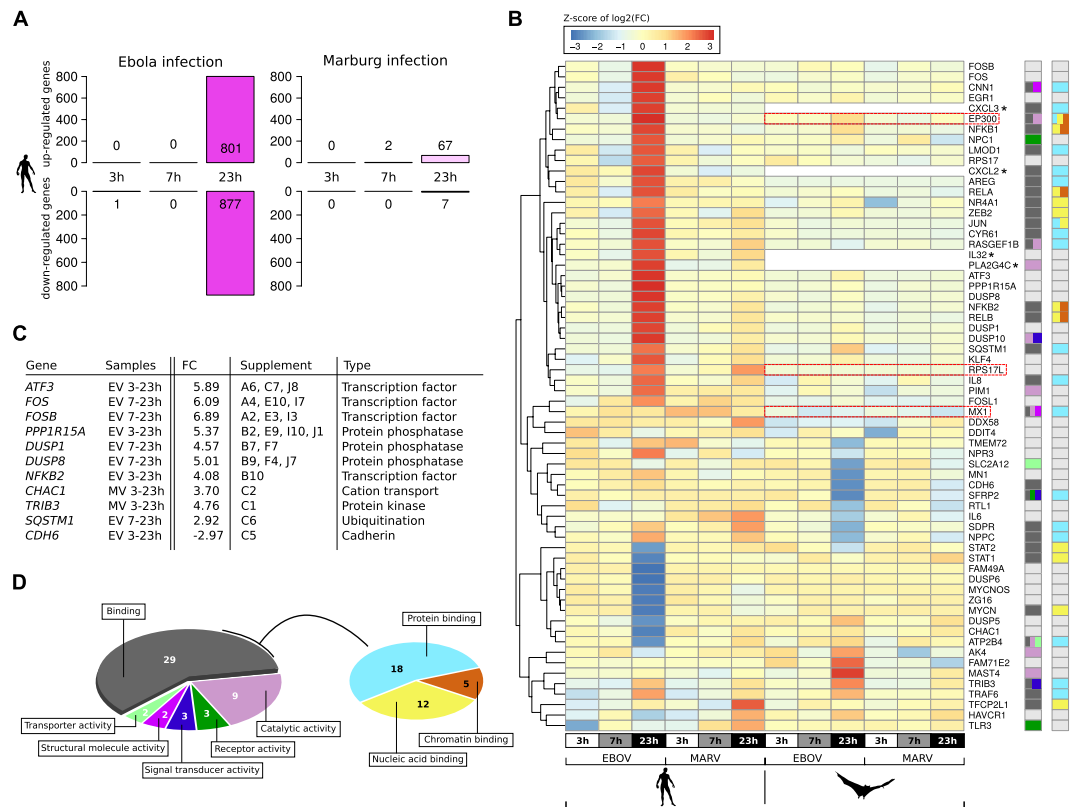 A
Ebola infection
Marburg infection
up-regulated genes
800
600
400
200
0
0
0
801
3h
7h
23h
800
600
400
200
0
0
2
67
3h
7h
23h
down-regulated genes
0
200
400
600
800
1
0
877
0
200
400
600
800
0
0
7
B
Z-score of log2(FC)
−3 −2 −1 0 1 2 3
FOSB
FOS
CNN1
EGR1
CXCL3 *
EP300
NFKB1
NPC1
LMOD1
RPS17
CXCL2 *
AREG
RELA
NR4A1
ZEB2
JUN
CYR61
RASGEF1B
IL32 *
PLA2G4C *
ATF3
PPP1R15A
DUSP8
NFKB2
RELB
DUSP1
DUSP10
SQSTM1
KLF4
RPS17L
IL8
PIM1
FOSL1
MX1
DDX58
DDIT4
TMEM72
NPR3
SLC2A12
MN1
CDH6
SFRP2
RTL1
IL6
SDPR
NPPC
STAT2
STAT1
FAM49A
DUSP6
MYCNOS
ZG16
MYCN
DUSP5
CHAC1
ATP2B4
AK4
FAM71E2
MAST4
TRIB3
TRAF6
TFCP2L1
HAVCR1
TLR3
3h 7h 23h 3h 7h 23h 3h 7h 23h 3h 7h 23h
EBOV MARV EBOV MARV
C
Gene Samples FC Supplement Type
ATF3 EV 3-23h 5.89 A6, C7, J8 Transcription factor
FOS EV 7-23h 6.09 A4, E10, I7 Transcription factor
FOSB EV 7-23h 6.89 A2, E3, I3 Transcription factor
PPP1R15A EV 3-23h 5.37 B2, E9, I10, J1 Protein phosphatase
DUSP1 EV 7-23h 4.57 B7, F7 Protein phosphatase
DUSP8 EV 7-23h 5.01 B9, F4, J7 Protein phosphatase
NFKB2 EV 3-23h 4.08 B10 Transcription factor
CHAC1 MV 3-23h 3.70 C2 Cation transport
TRIB3 MV 3-23h 4.76 C1 Protein kinase
SQSTM1 EV 7-23h 2.92 C6 Ubiquitination
CDH6 EV 3-23h -2.97 C5 Cadherin
D
Binding
29
9
3
3
2
2
Transporter activity
Structural molecule activity
Signal transducer activity
Receptor activity
Catalytic activity
Protein binding
18
5
12
Chromatin binding
Nucleic acid binding